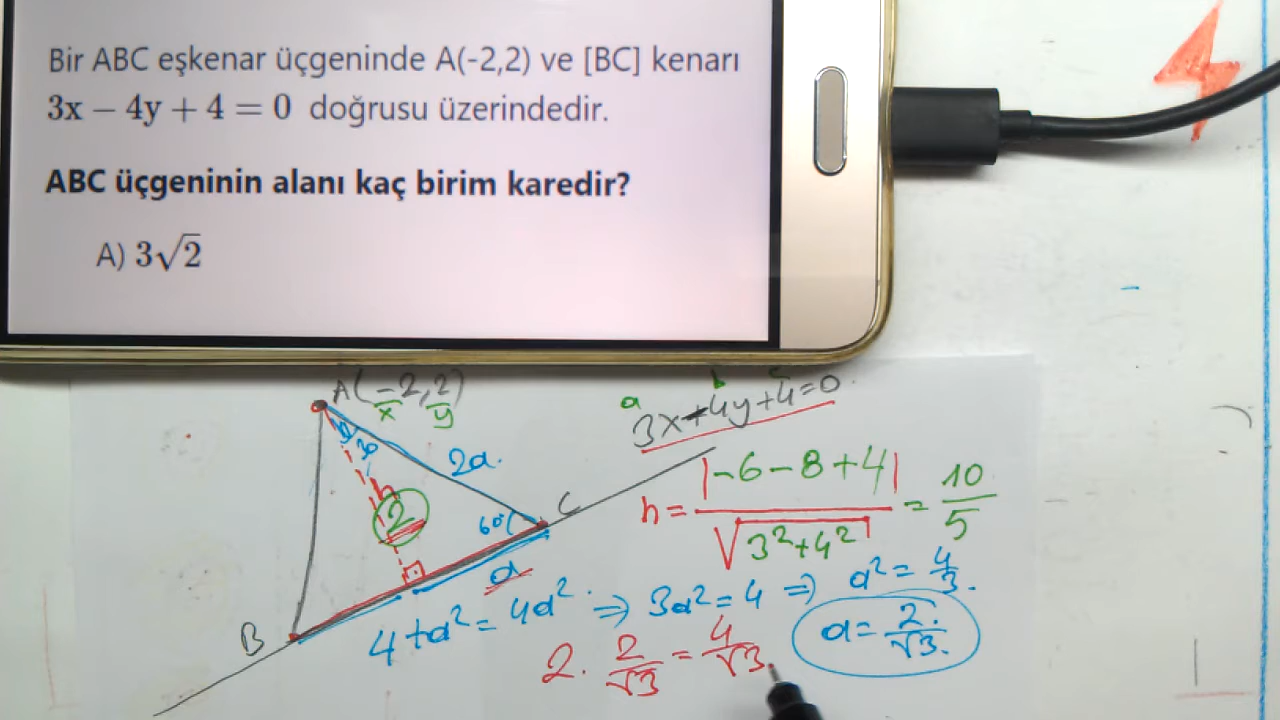 Bir ABC eşkenar üçgeninde A(-2,2) ve [BC] kenarı
3x − 4y + 4 = 0 doğrusu üzerindedir.
ABC üçgeninin alanı kaç birim karedir?
A) 3√2
A(-2,2)
x y
a b c
3x-4y+4=0
30
2a
h
2
60°
C
h = |-6-8+4| / √(3²+4²) = 10/5
a
B
4+a² = 4a² ⇒ 3a² = 4 ⇒ a² = 4/3.
a = 2/√3.
2. 2/√3 = 4/√3